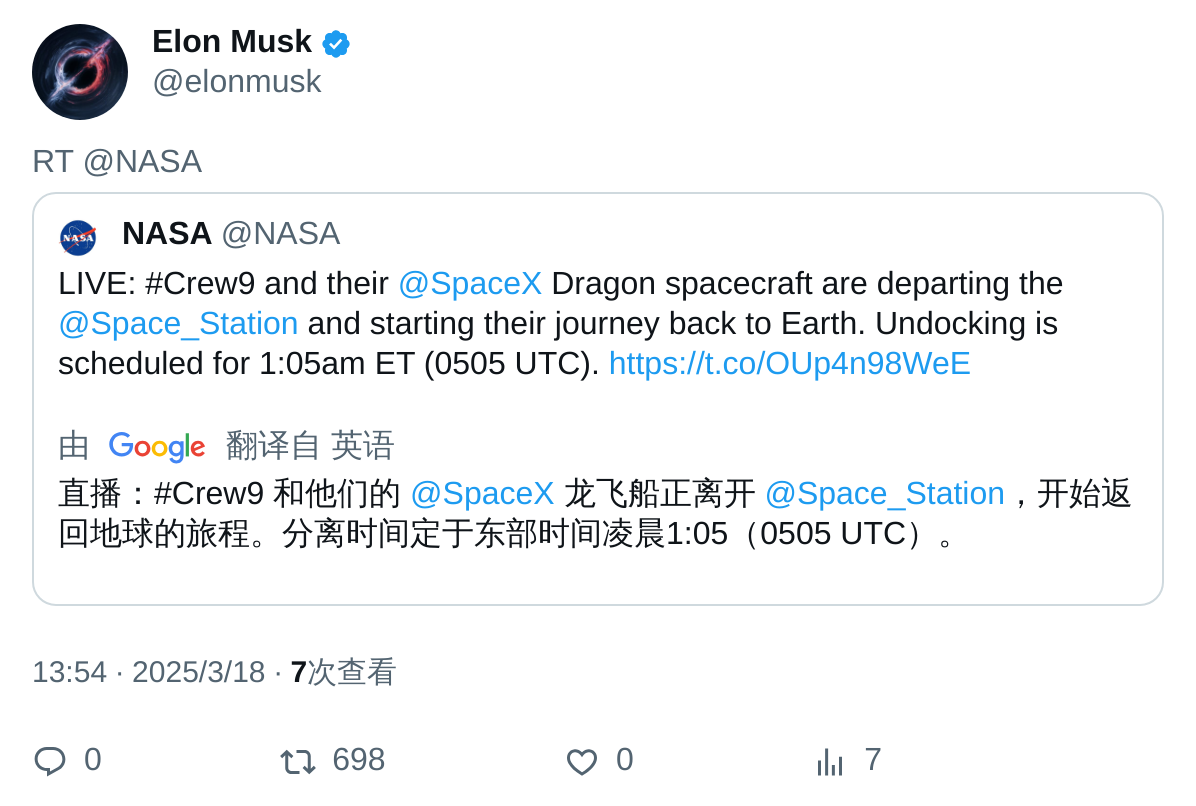 Elon Musk
@elonmusk
RT @NASA
NASA
NASA @NASA
LIVE: #Crew9 and their @SpaceX Dragon spacecraft are departing the
@Space_Station and starting their journey back to Earth. Undocking is
scheduled for 1:05am ET (0505 UTC). https://t.co/OUp4n98WeE
由 Google 翻译自 英语
直播：#Crew9 和他们的 @SpaceX 龙飞船正离开 @Space_Station，开始返
回地球的旅程。分离时间定于东部时间凌晨1:05（0505 UTC）。
13:54 · 2025/3/18 · 7次查看
0 698 0 7